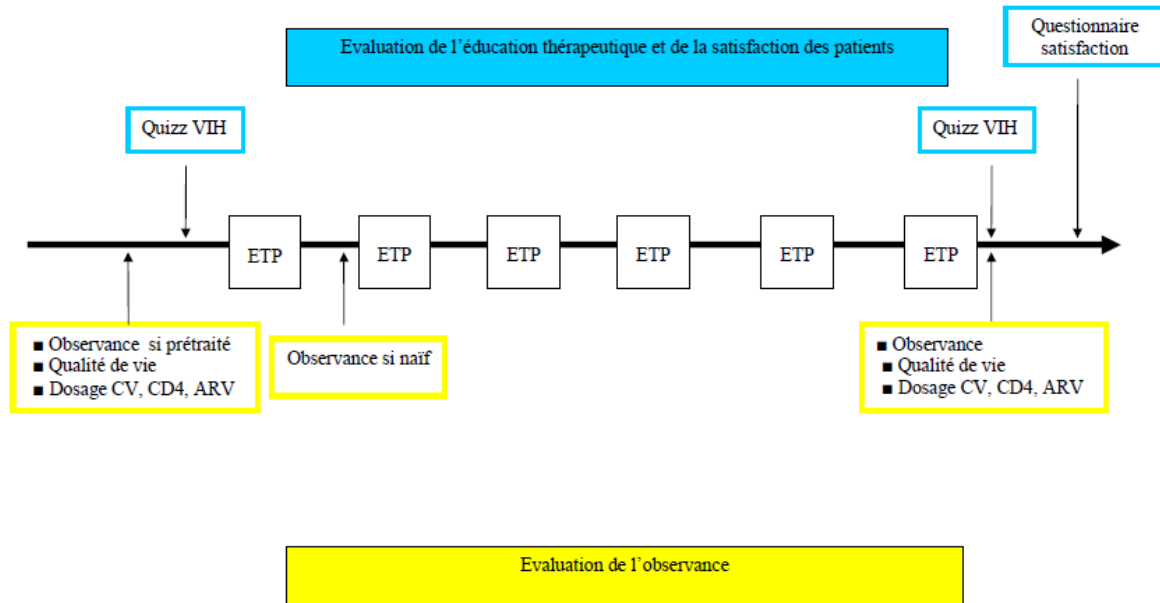 Questionnaire
satisfaction
Evaluation de l’éducation thérapeutique et de la satisfaction des patients
Quizz VIH
Quizz VIH
ETP
ETP
ETP
ETP
ETP
ETP
■ Observance si prétraité
■ Qualité de vie
■ Dosage CV, CD4, ARV
Observance si naïf
■ Observance
■ Qualité de vie
■ Dosage CV, CD4, ARV
Evaluation de l’observance